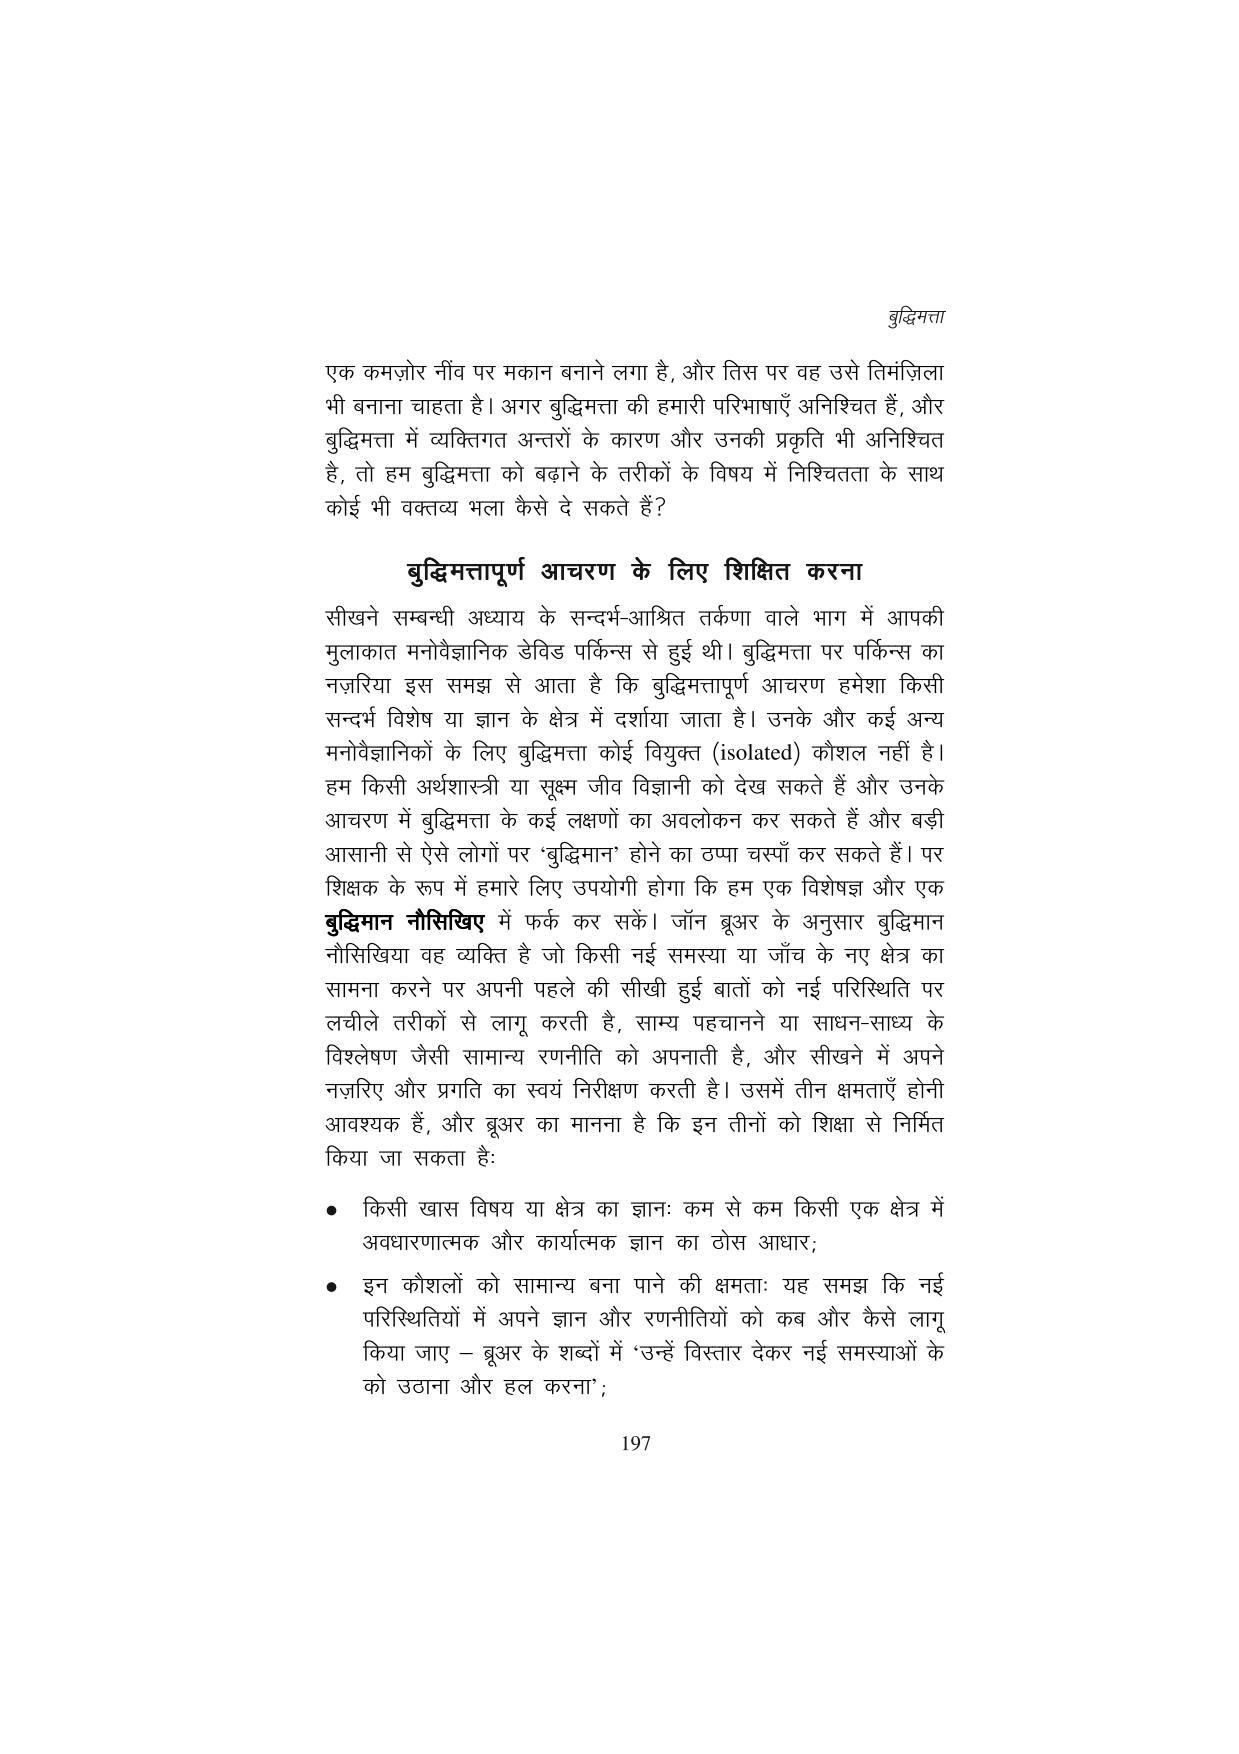 बुद्धिमत्ता
एक कमज़ोर नींव पर मकान बनाने लगा है, और तिस पर वह उसे तिमंज़िला
भी बनाना चाहता है। अगर बुद्धिमत्ता की हमारी परिभाषाएँ अनिश्चित हैं, और
बुद्धिमत्ता में व्यक्तिगत अन्तरों के कारण और उनकी प्रकृति भी अनिश्चित
है, तो हम बुद्धिमत्ता को बढ़ाने के तरीकों के विषय में निश्चितता के साथ
कोई भी वक्तव्य भला कैसे दे सकते हैं?
बुद्धिमत्तापूर्ण आचरण के लिए शिक्षित करना
सीखने सम्बन्धी अध्याय के सन्दर्भ-आश्रित तर्कणा वाले भाग में आपकी
मुलाकात मनोवैज्ञानिक डेविड पर्किन्स से हुई थी। बुद्धिमत्ता पर पर्किन्स का
नज़रिया इस समझ से आता है कि बुद्धिमत्तापूर्ण आचरण हमेशा किसी
सन्दर्भ विशेष या ज्ञान के क्षेत्र में दर्शाया जाता है। उनके और कई अन्य
मनोवैज्ञानिकों के लिए बुद्धिमत्ता कोई वियुक्त (isolated) कौशल नहीं है।
हम किसी अर्थशास्त्री या सूक्ष्म जीव विज्ञानी को देख सकते हैं और उनके
आचरण में बुद्धिमत्ता के कई लक्षणों का अवलोकन कर सकते हैं और बड़ी
आसानी से ऐसे लोगों पर ‘बुद्धिमान’ होने का ठप्पा चस्पाँ कर सकते हैं। पर
शिक्षक के रूप में हमारे लिए उपयोगी होगा कि हम एक विशेषज्ञ और एक
बुद्धिमान नौसिखिए में फर्क कर सकें। जॉन ब्रूअर के अनुसार बुद्धिमान
नौसिखिया वह व्यक्ति है जो किसी नई समस्या या जाँच के नए क्षेत्र का
सामना करने पर अपनी पहले की सीखी हुई बातों को नई परिस्थिति पर
लचीले तरीकों से लागू करती है, साम्य पहचानने या साधन-साध्य के
विश्लेषण जैसी सामान्य रणनीति को अपनाती है, और सीखने में अपने
नज़रिए और प्रगति का स्वयं निरीक्षण करती है। उसमें तीन क्षमताएँ होनी
आवश्यक हैं, और ब्रूअर का मानना है कि इन तीनों को शिक्षा से निर्मित
किया जा सकता है:
• किसी खास विषय या क्षेत्र का ज्ञान: कम से कम किसी एक क्षेत्र में
अवधारणात्मक और कार्यात्मक ज्ञान का ठोस आधार;
• इन कौशलों को सामान्य बना पाने की क्षमता: यह समझ कि नई
परिस्थितियों में अपने ज्ञान और रणनीतियों को कब और कैसे लागू
किया जाए – ब्रूअर के शब्दों में ‘उन्हें विस्तार देकर नई समस्याओं के
को उठाना और हल करना’;
197